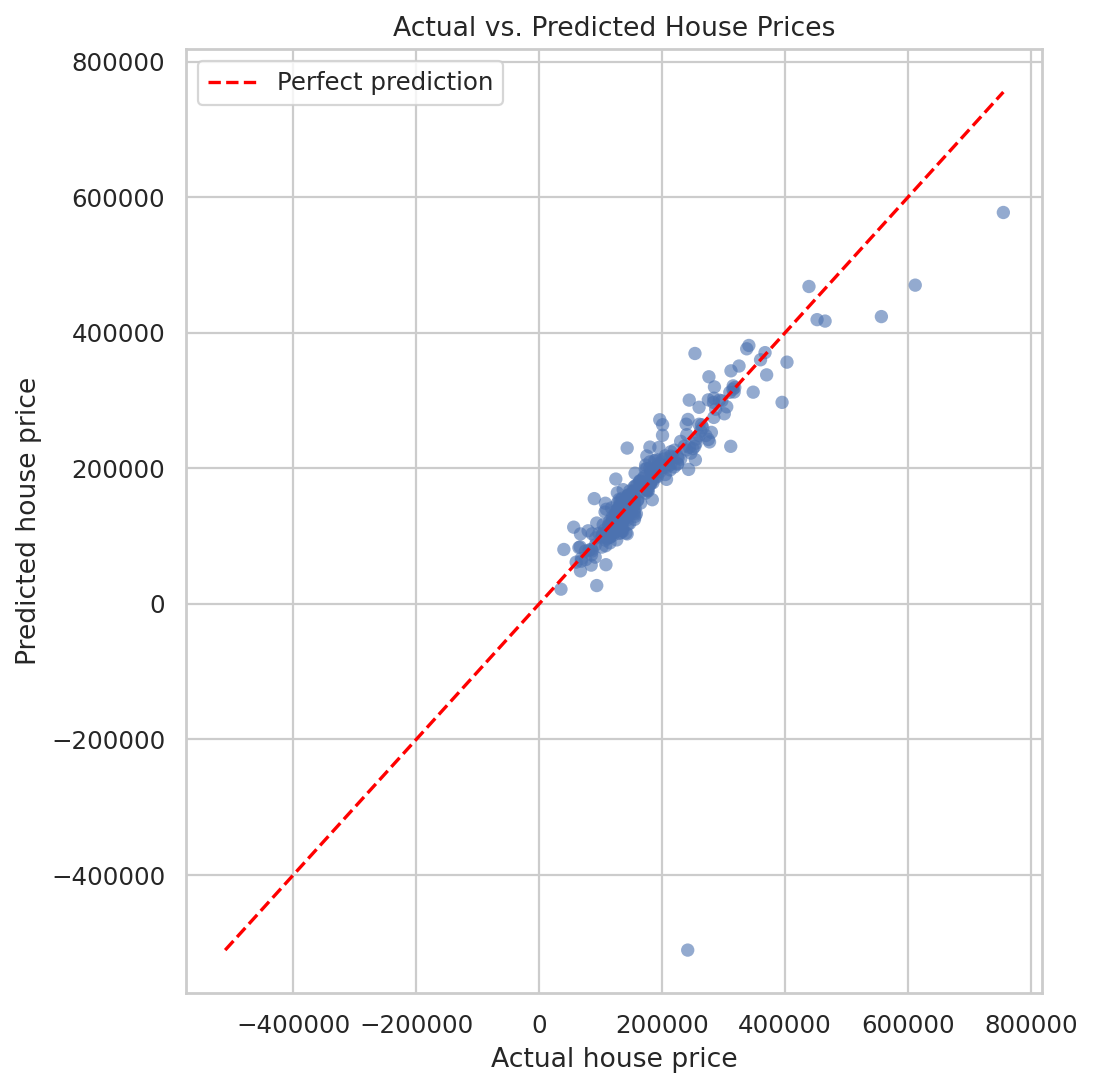 Actual vs. Predicted House Prices
Perfect prediction
800000
600000
400000
200000
0
−200000
−400000
Predicted house price
−400000 −200000 0 200000 400000 600000 800000
Actual house price